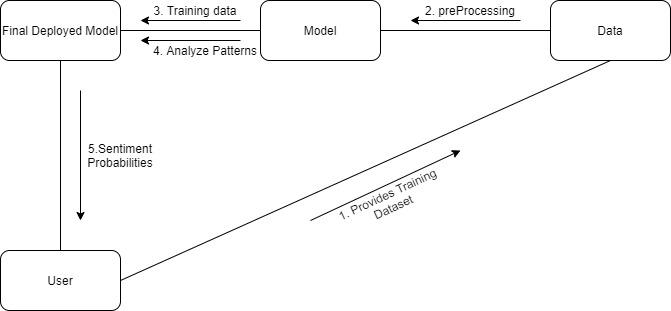 3. Training data
2. preProcessing
Final Deployed Model
Model
Data
4. Analyze Patterns
5.Sentiment
Probabilities
1. Provides Training
Dataset
User